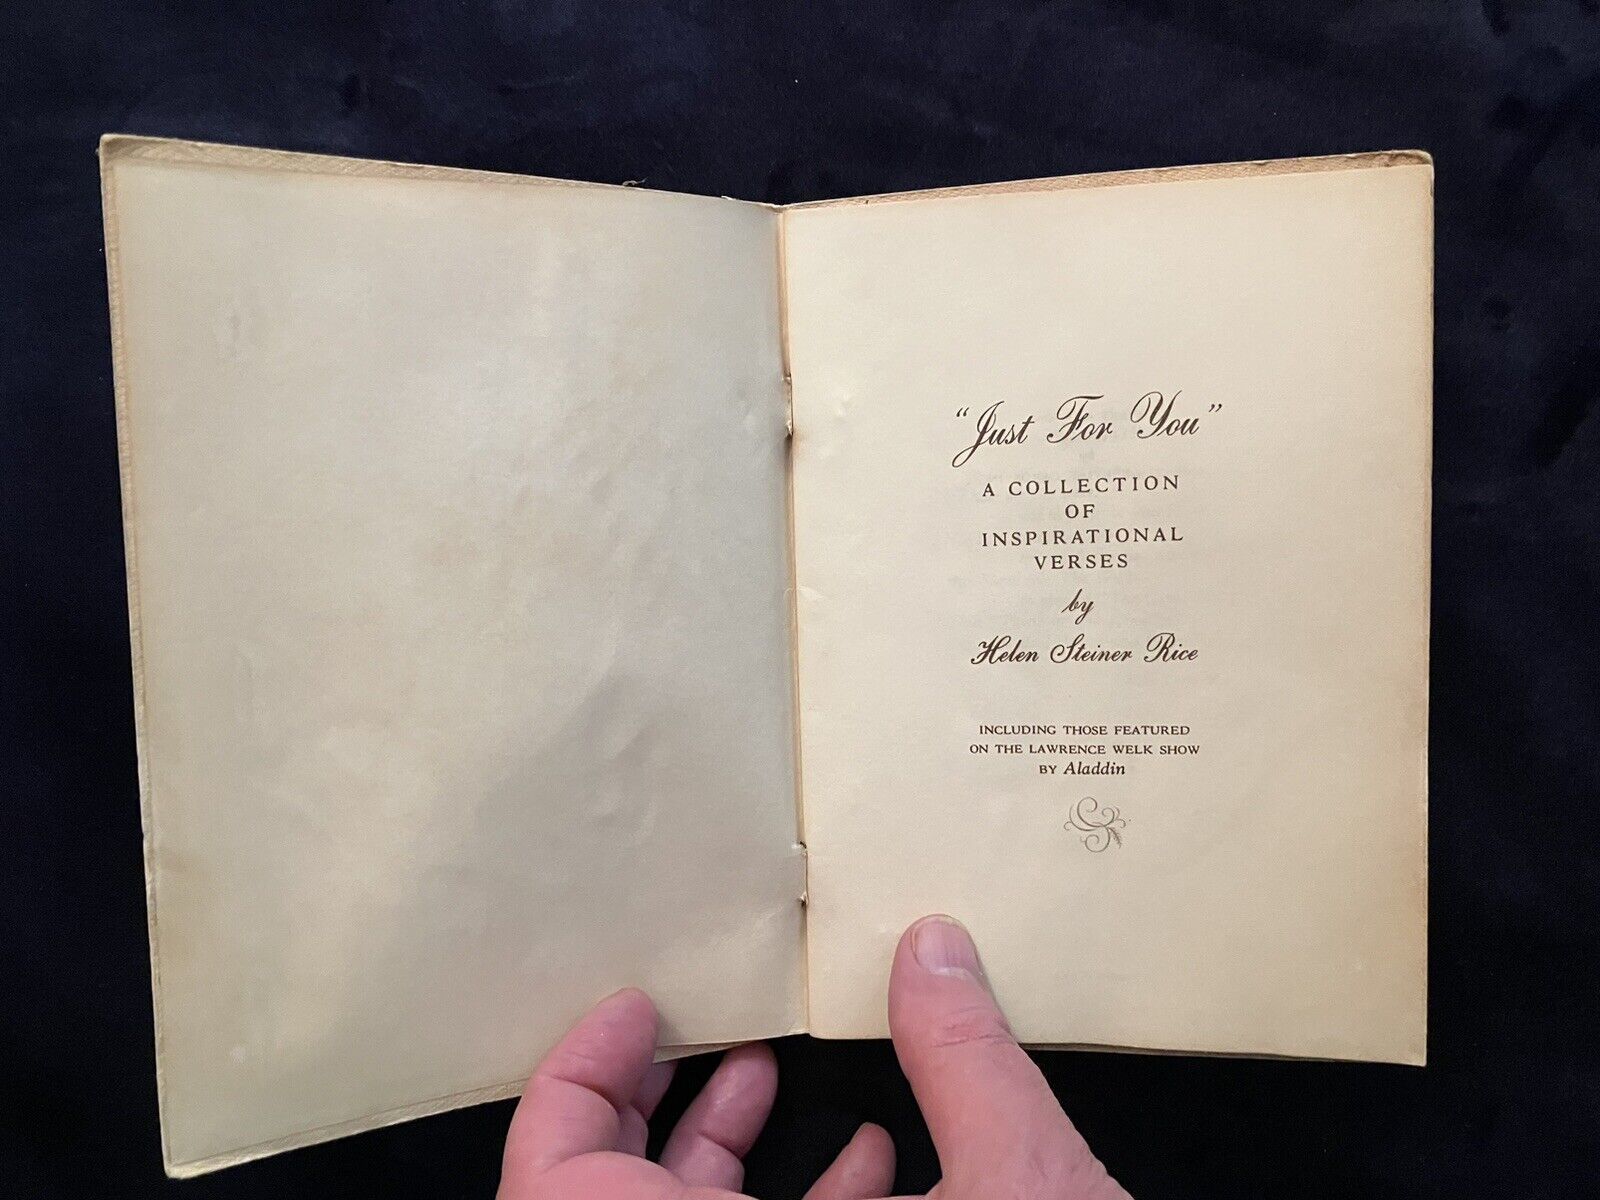 "Just For You"
A COLLECTION
OF
INSPIRATIONAL
VERSES
by
Helen Steiner Rice
INCLUDING THOSE FEATURED
ON THE LAWRENCE WELK SHOW
BY Aladdin